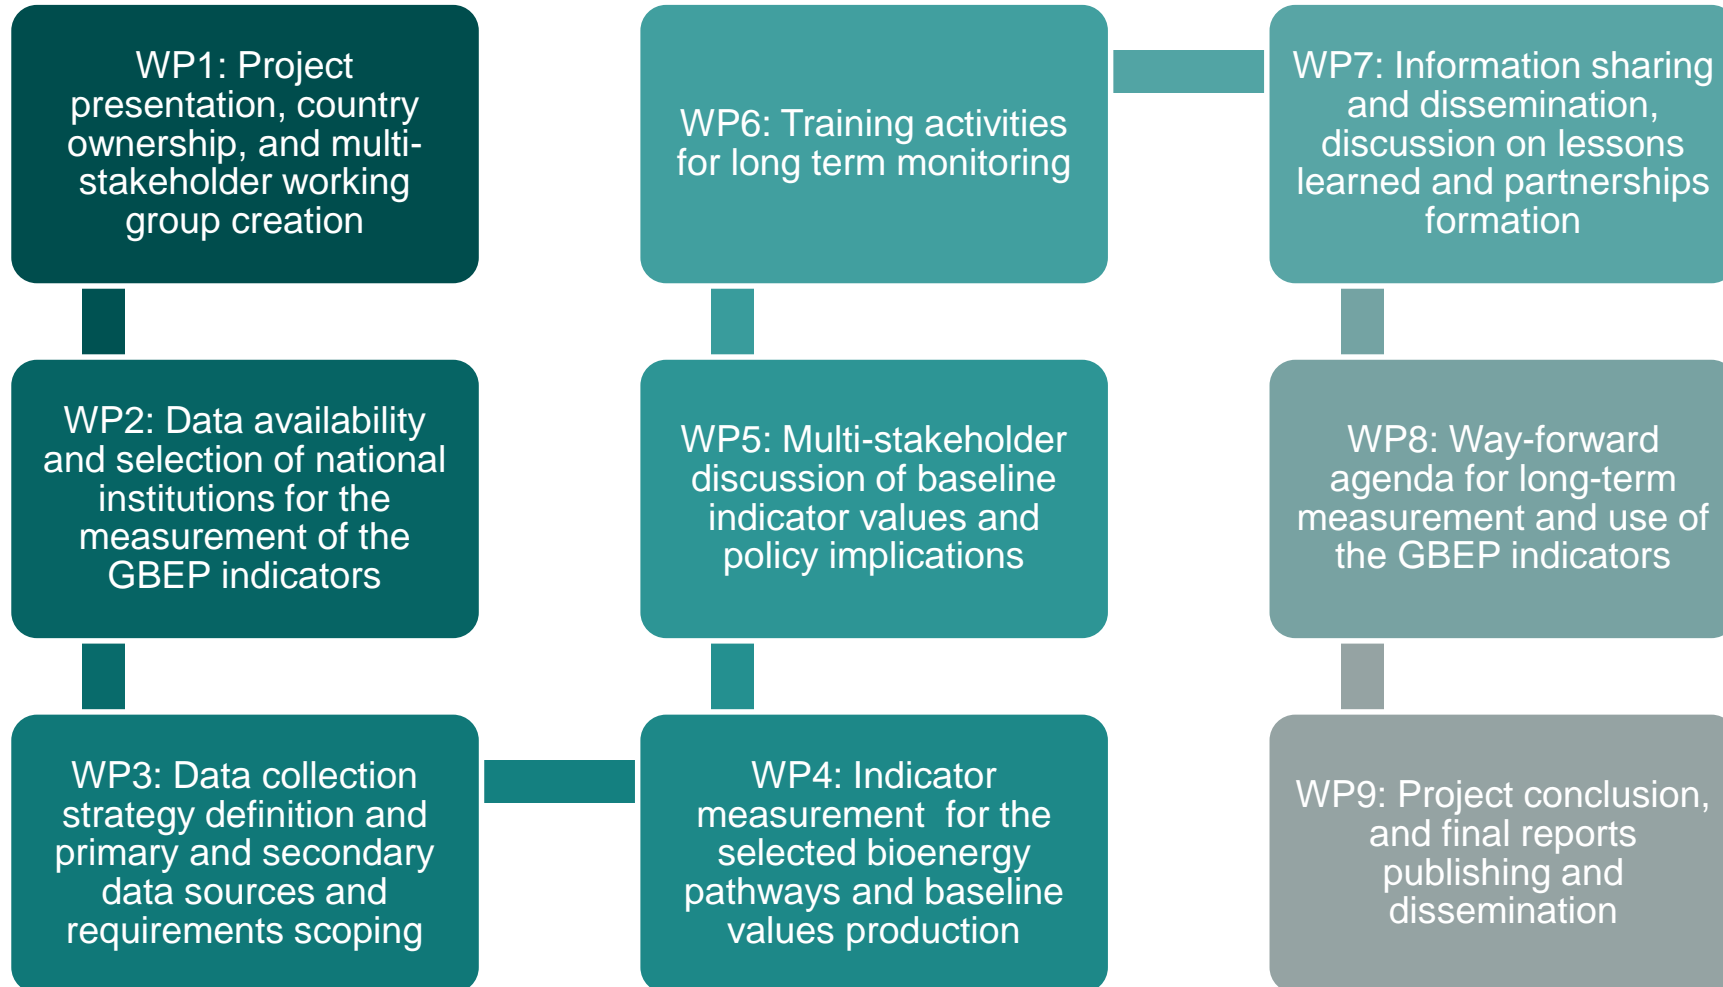 WP1: Project
presentation, country
ownership, and multi-
stakeholder working
group creation
WP2: Data availability
and selection of national
institutions for the
measurement of the
GBEP indicators
WP3: Data collection
strategy definition and
primary and secondary
data sources and
requirements scoping
WP4: Indicator
measurement for the
selected bioenergy
pathways and baseline
values production
WP5: Multi-stakeholder
discussion of baseline
indicator values and
policy implications
WP6: Training activities
for long term monitoring
WP7: Information sharing
and dissemination,
discussion on lessons
learned and partnerships
formation
WP8: Way-forward
agenda for long-term
measurement and use of
the GBEP indicators
WP9: Project conclusion,
and final reports
publishing and
dissemination